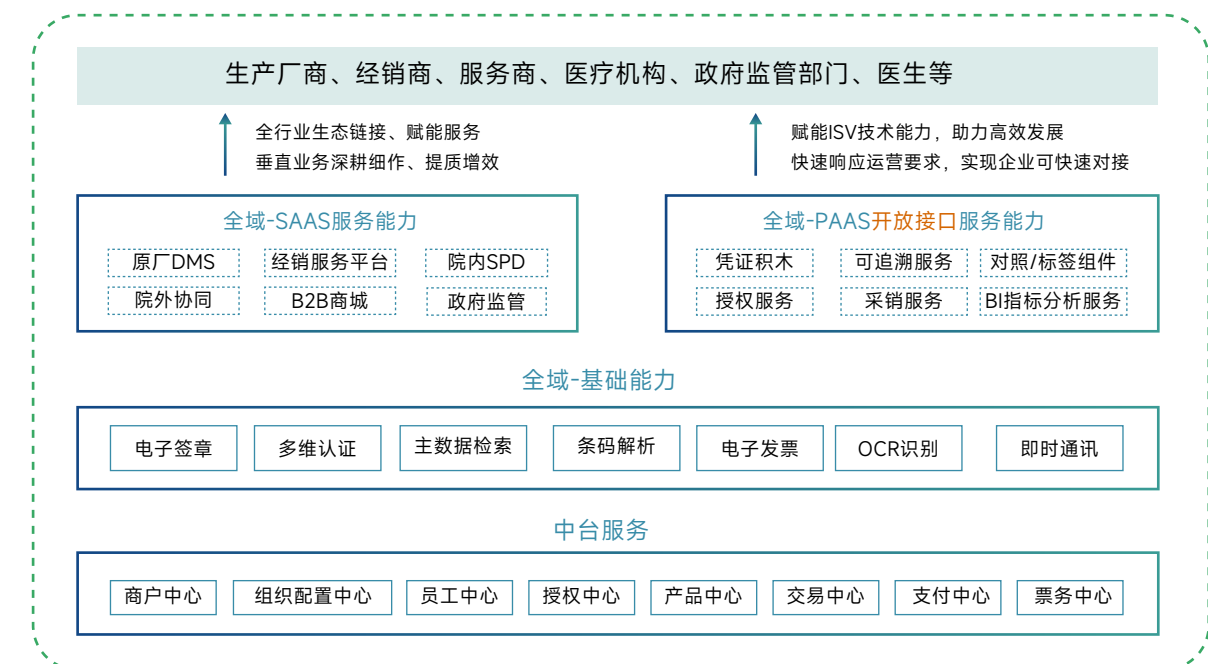 生产厂商、经销商、服务商、医疗机构、政府监管部门、医生等
全行业生态链接、赋能服务
垂直业务深耕细作、提质增效
赋能ISV技术能力，助力高效发展
快速响应运营要求，实现企业可快速对接
全域-SAAS服务能力
原厂DMS 经销服务平台 院内SPD
院外协同 B2B商城 政府监管
全域-PAAS开放接口服务能力
凭证积木 可追溯服务 对照/标签组件
授权服务 采销服务 BI指标分析服务
全域-基础能力
电子签章 多维认证 主数据检索 条码解析 电子发票 OCR识别 即时通讯
中台服务
商户中心 组织配置中心 员工中心 授权中心 产品中心 交易中心 支付中心 票务中心